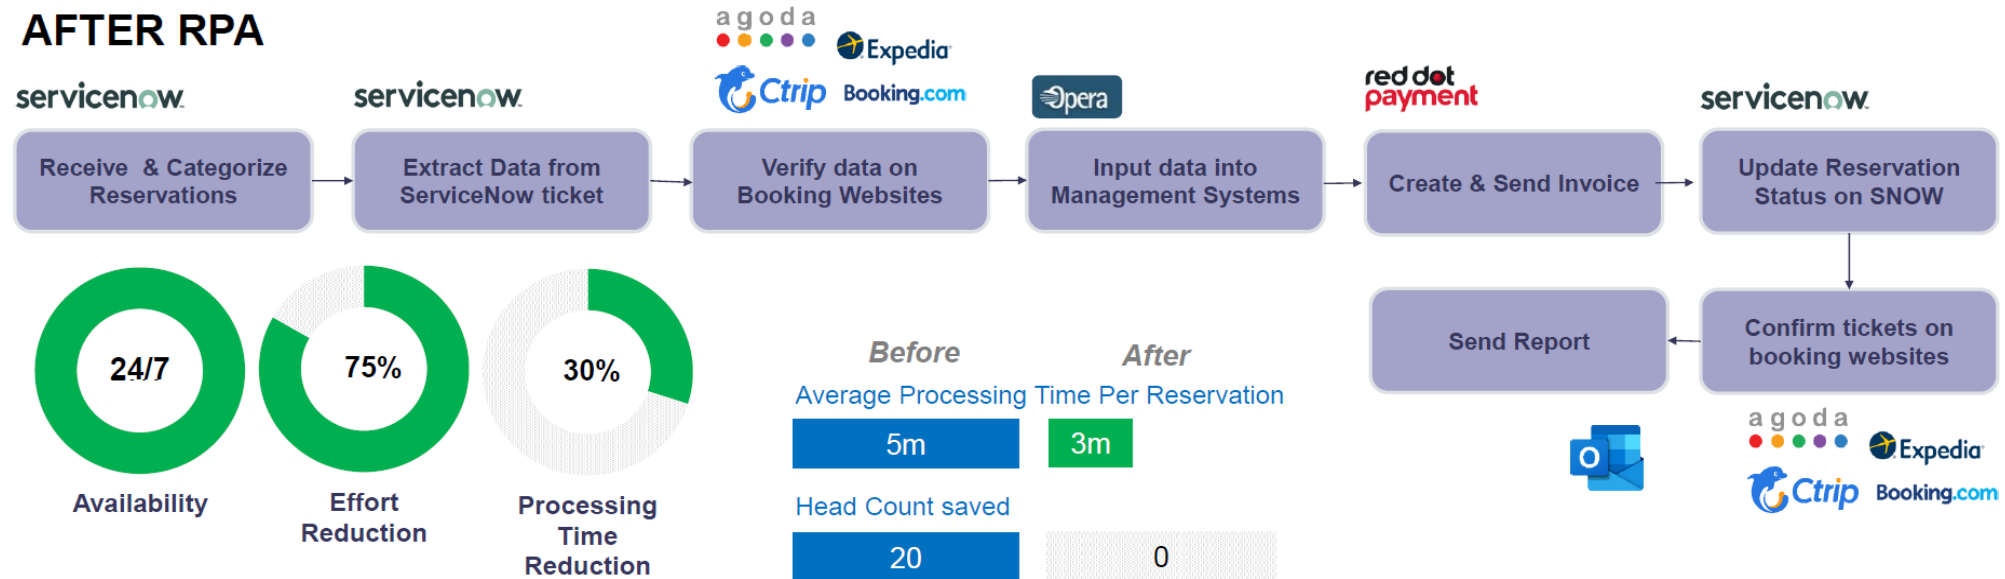 AFTER RPA
servicenow
Receive & Categorize
Reservations
servicenow
Extract Data from
ServiceNow ticket
agoda
Expedia
Ctrip
Booking.com
Verify data on
Booking Websites
Opera
Input data into
Management Systems
red dot
payment
Create & Send Invoice
servicenow
Update Reservation
Status on SNOW
Confirm tickets on
booking websites
agoda
Expedia
Ctrip
Booking.com
Send Report
O
24/7
Availability
75%
Effort
Reduction
30%
Processing
Time
Reduction
Before
After
Average Processing Time Per Reservation
5m
3m
Head Count saved
20
0